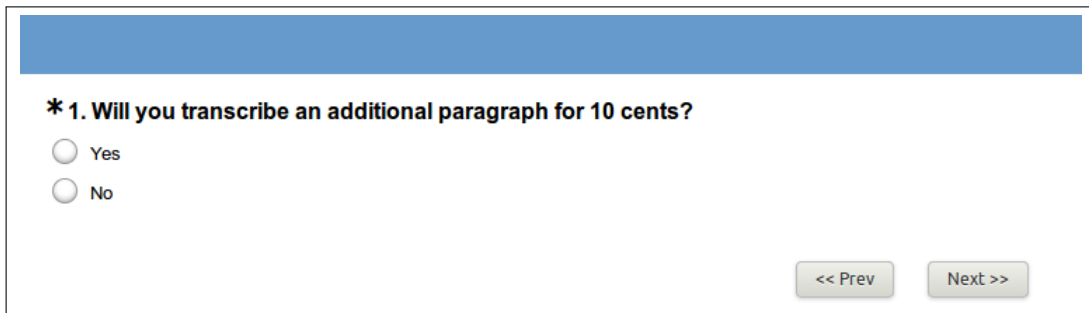 * 1. Will you transcribe an additional paragraph for 10 cents?
Yes
No
<< Prev Next >>